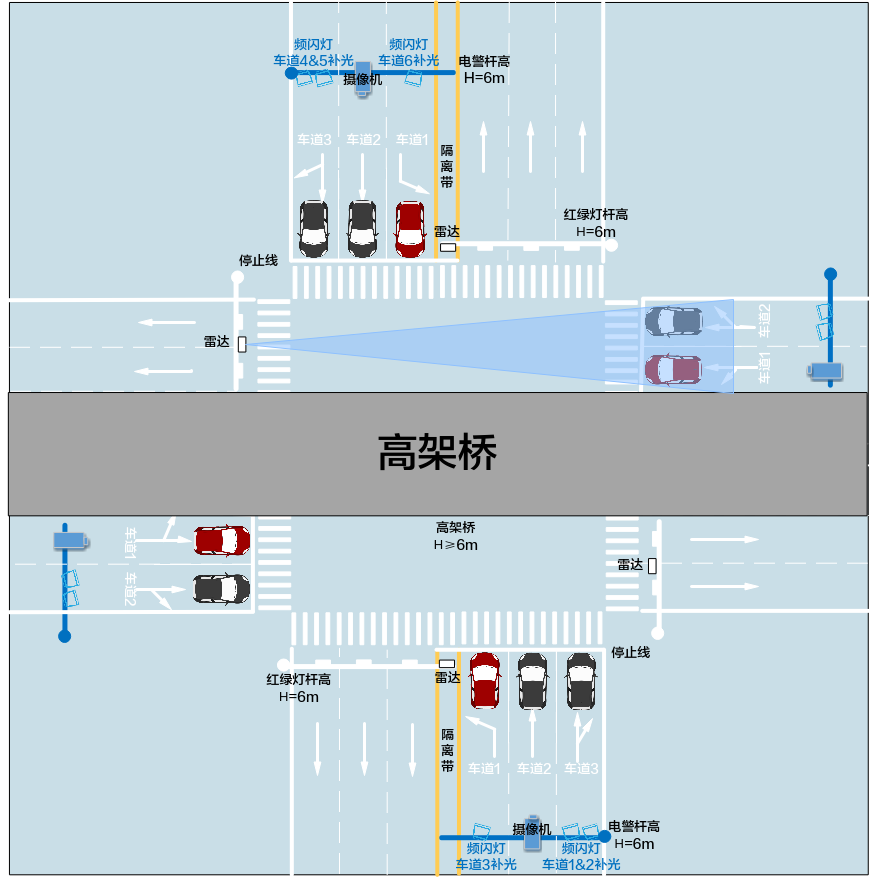 频闪灯
车道4&5补光
频闪灯
车道6补光
摄像机
电警杆高
H=6m
车道3
车道2
车道1
隔
离
带
红绿灯杆高
H=6m
雷达
停止线
雷达
车道2
车道1
高架桥
高架桥
H≥6m
车道1
车道2
雷达
停止线
红绿灯杆高
H=6m
雷达
隔
离
带
车道1
车道2
车道3
摄像机
电警杆高
H=6m
频闪灯
车道3补光
频闪灯
车道1&2补光